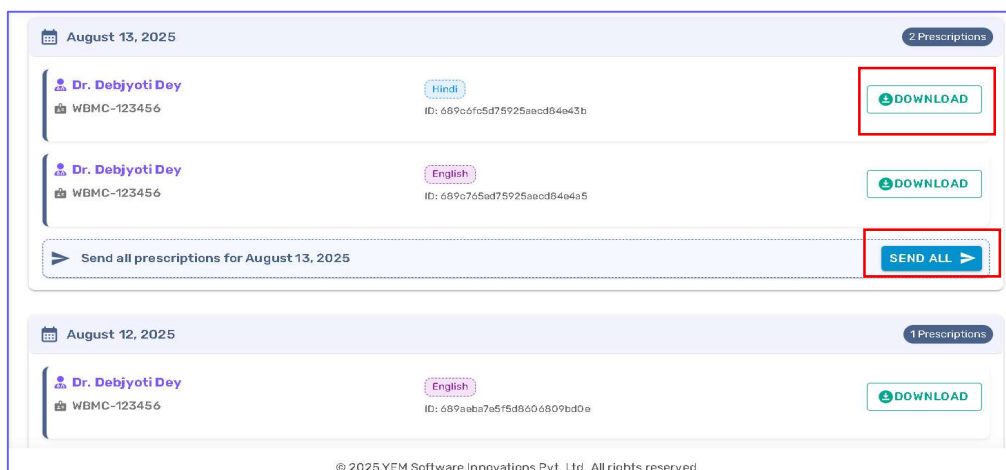 August 13, 2025
2 Prescriptions
Dr. Debjyoti Dey
WBMC-123456
Hindi
ID: 689c6fc5d75925aecd84e43b
DOWNLOAD
Dr. Debjyoti Dey
WBMC-123456
English
ID: 689c765ed75925aecd84e4a5
DOWNLOAD
Send all prescriptions for August 13, 2025
SEND ALL
August 12, 2025
1 Prescriptions
Dr. Debjyoti Dey
WBMC-123456
English
ID: 689aeba7e5f5d8606809bd0e
DOWNLOAD
© 2025 YEM Software Innovations Pvt. Ltd. All rights reserved